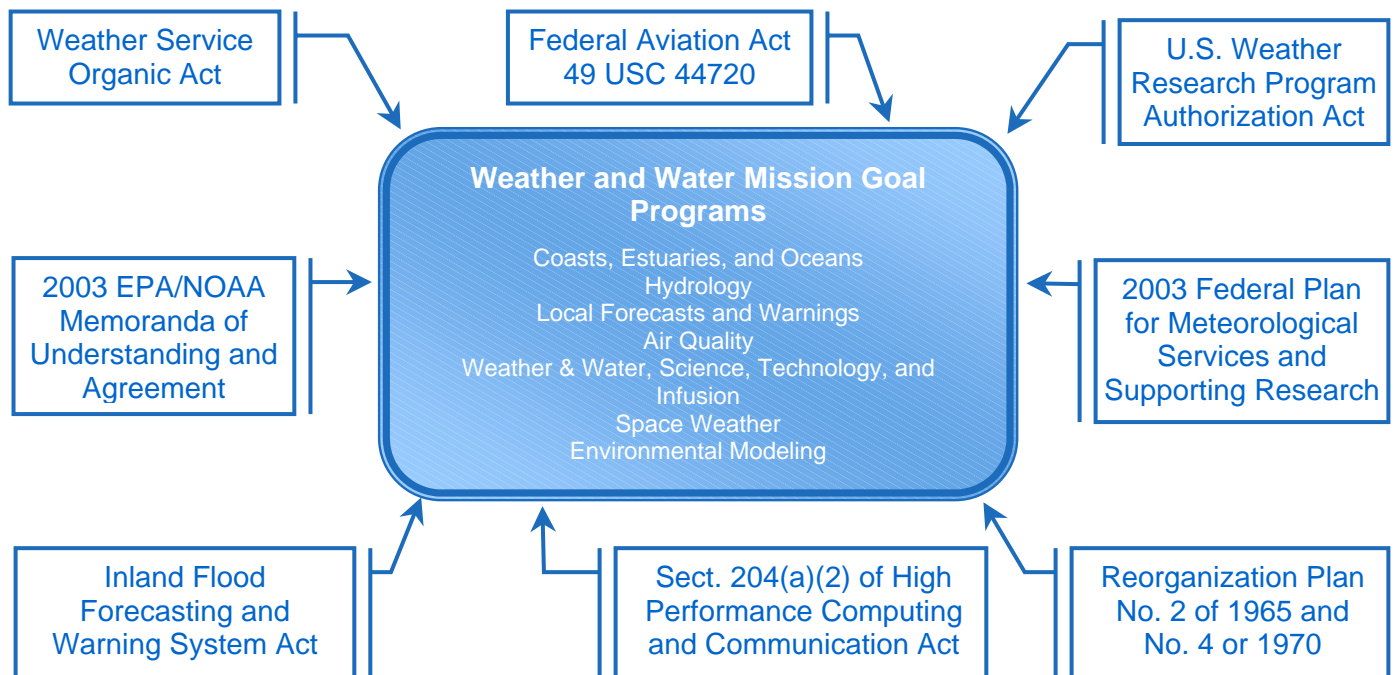 Weather Service
Organic Act
Federal Aviation Act
49 USC 44720
U.S. Weather
Research Program
Authorization Act
Weather and Water Mission Goal
Programs
Coasts, Estuaries, and Oceans
Hydrology
Local Forecasts and Warnings
Air Quality
Weather & Water, Science, Technology, and
Infusion
Space Weather
Environmental Modeling
2003 EPA/NOAA
Memoranda of
Understanding and
Agreement
2003 Federal Plan
for Meteorological
Services and
Supporting Research
Inland Flood
Forecasting and
Warning System Act
Sect. 204(a)(2) of High
Performance Computing
and Communication Act
Reorganization Plan
No. 2 of 1965 and
No. 4 or 1970